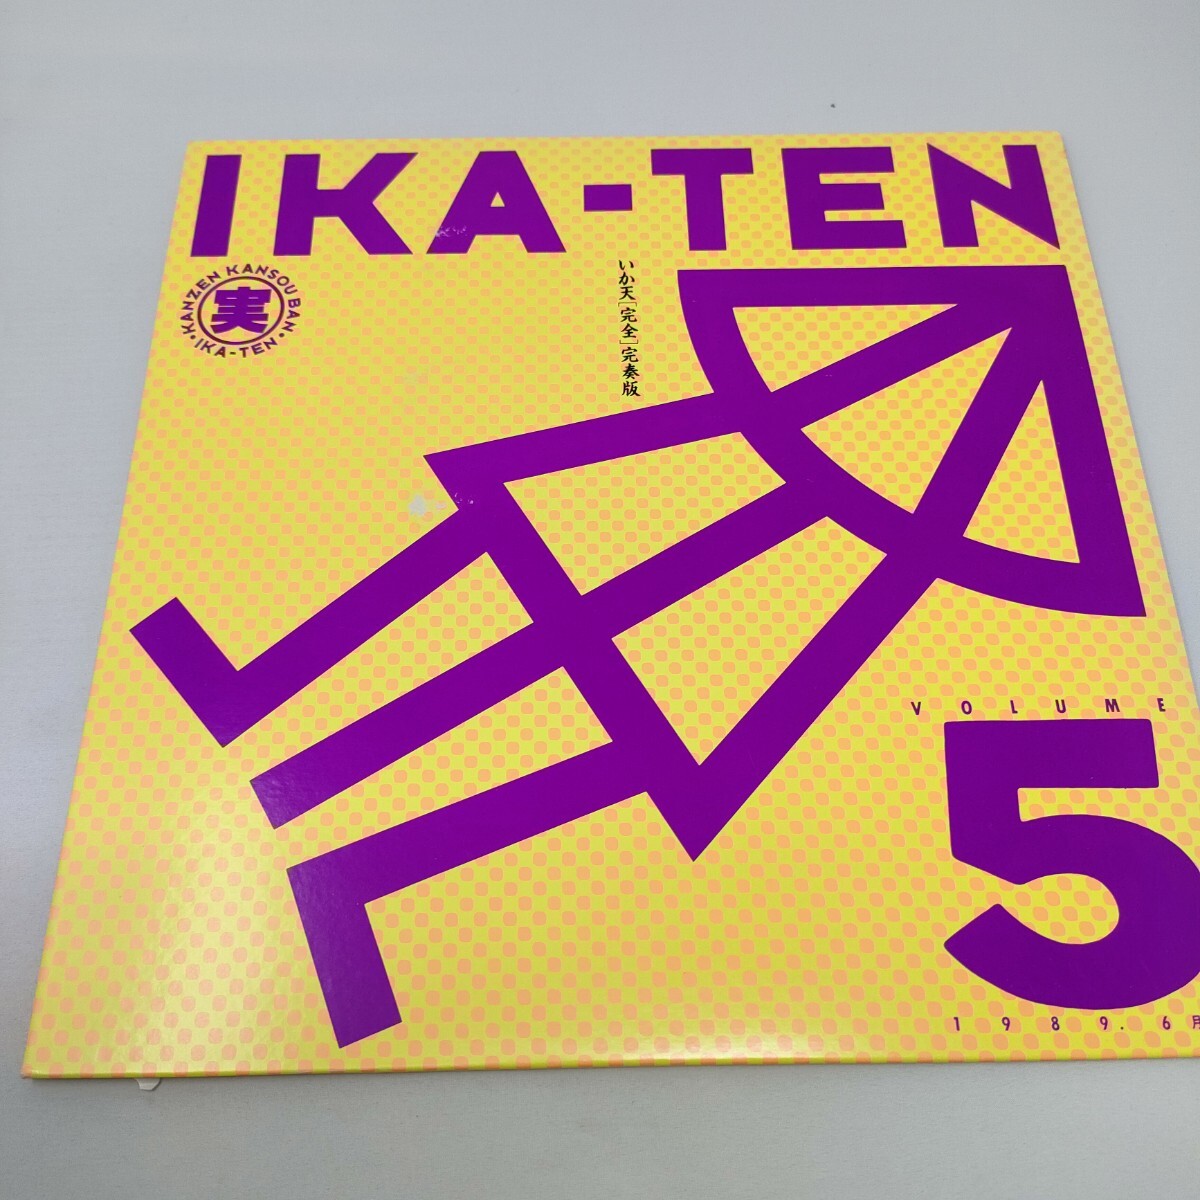 IKA-TEN
KANZEN KANSOU BAN
実
・IKA-TEN・
いか天[完全]完奏版
VOLUME
5
1989.6月